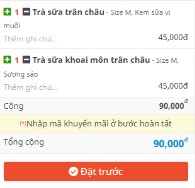 1 Trà sữa trân châu - Size M, Kem sữa vị
muối
Thêm ghi chú... 45,000đ
1 Trà sữa khoai môn trân châu - Size M,
Sương sáo
Thêm ghi chú... 45,000đ
Cộng 90,000đ
(*)Nhập mã khuyến mãi ở bước hoàn tất
Tổng cộng 90,000đ
Đặt trước